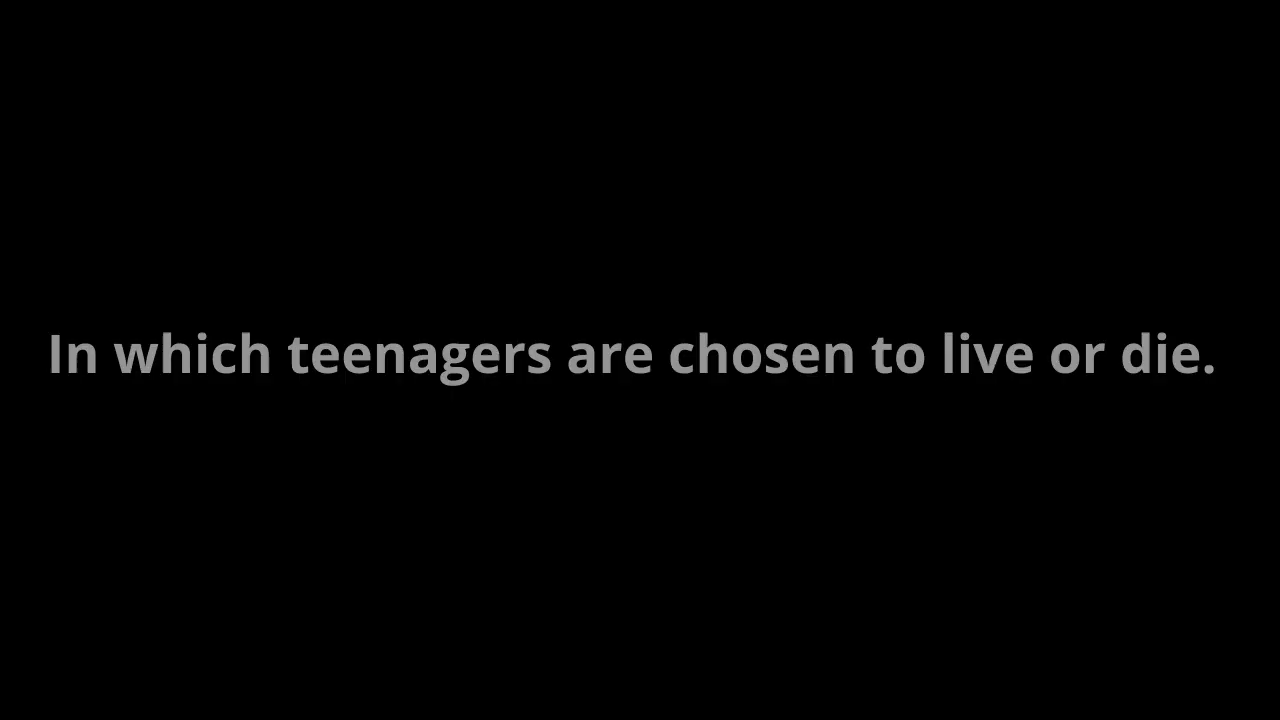 In which teenagers are chosen to live or die.